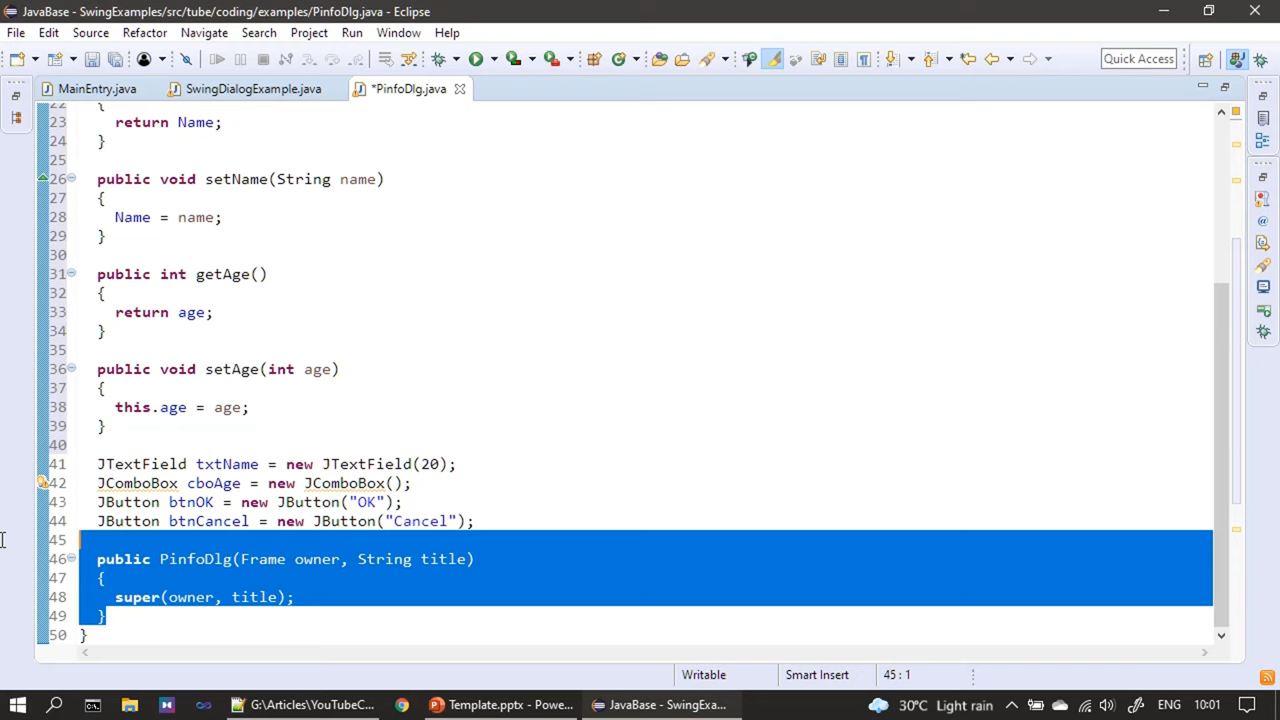 JavaBase - SwingExamples/src/tube/coding/examples/PinfoDlg.java - Eclipse
File Edit Source Refactor Navigate Search Project Run Window Help
Quick Access
MainEntry.java SwingDialogExample.java *PinfoDlg.java
22 {
23 return Name;
24 }
25
26 public void setName(String name)
27 {
28 Name = name;
29 }
30
31 public int getAge()
32 {
33 return age;
34 }
35
36 public void setAge(int age)
37 {
38 this.age = age;
39 }
40
41 JTextField txtName = new JTextField(20);
42 JComboBox cboAge = new JComboBox();
43 JButton btnOK = new JButton("OK");
44 JButton btnCancel = new JButton("Cancel");
45
46 public PinfoDlg(Frame owner, String title)
47 {
48 super(owner, title);
49 }
50 }
Writable Smart Insert 45 : 1
G:\Articles\YouTubeC... Template.pptx - Powe... JavaBase - SwingExa... 30°C Light rain ENG 10:01